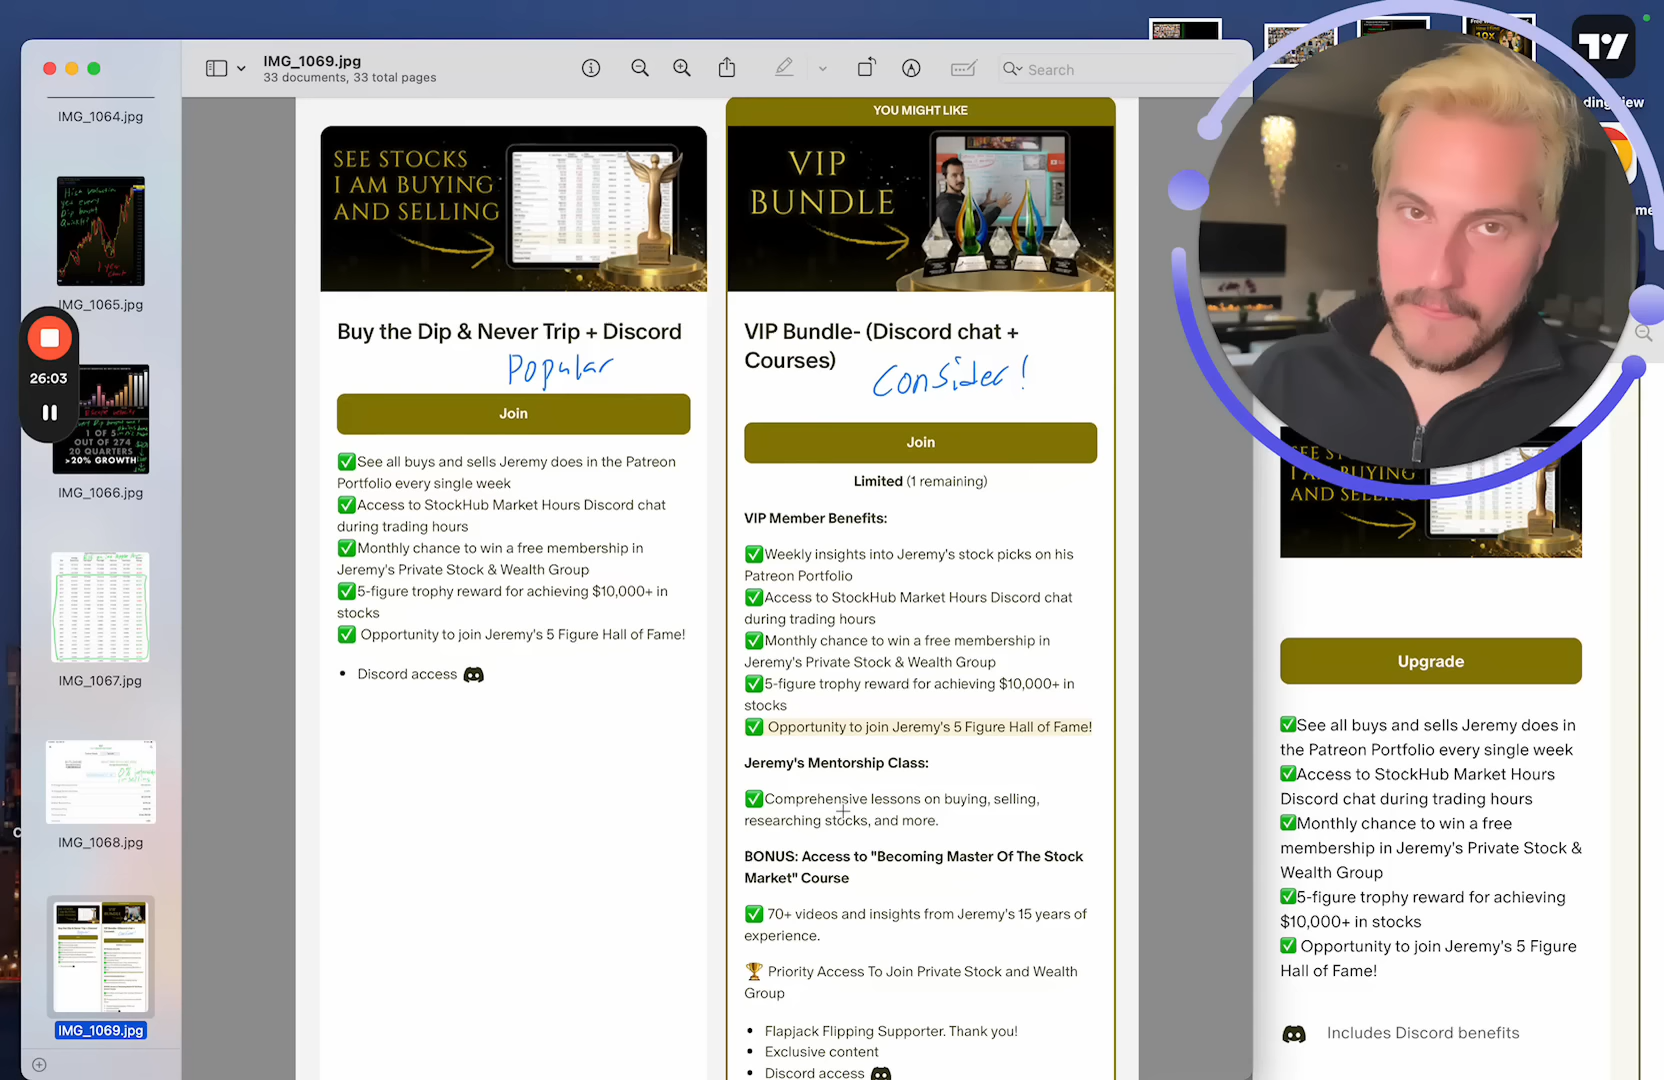 IMG_1069.jpg
33 documents, 33 total pages
Search
IMG_1064.jpg
IMG_1065.jpg
26:03
1 OF 5
OUT OF 274
20 QUARTERS
>20% GROWTH
IMG_1066.jpg
IMG_1067.jpg
IMG_1068.jpg
IMG_1069.jpg
SEE STOCKS
I AM BUYING
AND SELLING
Buy the Dip & Never Trip + Discord
Popular
Join
✅See all buys and sells Jeremy does in the Patreon
Portfolio every single week
✅Access to StockHub Market Hours Discord chat
during trading hours
✅Monthly chance to win a free membership in
Jeremy's Private Stock & Wealth Group
✅5-figure trophy reward for achieving $10,000+ in
stocks
✅ Opportunity to join Jeremy's 5 Figure Hall of Fame!
• Discord access
YOU MIGHT LIKE
VIP
BUNDLE
VIP Bundle- (Discord chat +
Courses)
Consider!
Join
Limited (1 remaining)
VIP Member Benefits:
✅Weekly insights into Jeremy's stock picks on his
Patreon Portfolio
✅Access to StockHub Market Hours Discord chat
during trading hours
✅Monthly chance to win a free membership in
Jeremy's Private Stock & Wealth Group
✅5-figure trophy reward for achieving $10,000+ in
stocks
✅ Opportunity to join Jeremy's 5 Figure Hall of Fame!
Jeremy's Mentorship Class:
✅Comprehensive lessons on buying, selling,
researching stocks, and more.
BONUS: Access to "Becoming Master Of The Stock
Market" Course
✅ 70+ videos and insights from Jeremy's 15 years of
experience.
🏆 Priority Access To Join Private Stock and Wealth
Group
• Flapjack Flipping Supporter. Thank you!
• Exclusive content
• Discord access
I AM BUYING
AND SELLING
Upgrade
✅See all buys and sells Jeremy does in
the Patreon Portfolio every single week
✅Access to StockHub Market Hours
Discord chat during trading hours
✅Monthly chance to win a free
membership in Jeremy's Private Stock &
Wealth Group
✅5-figure trophy reward for achieving
$10,000+ in stocks
✅ Opportunity to join Jeremy's 5 Figure
Hall of Fame!
Includes Discord benefits